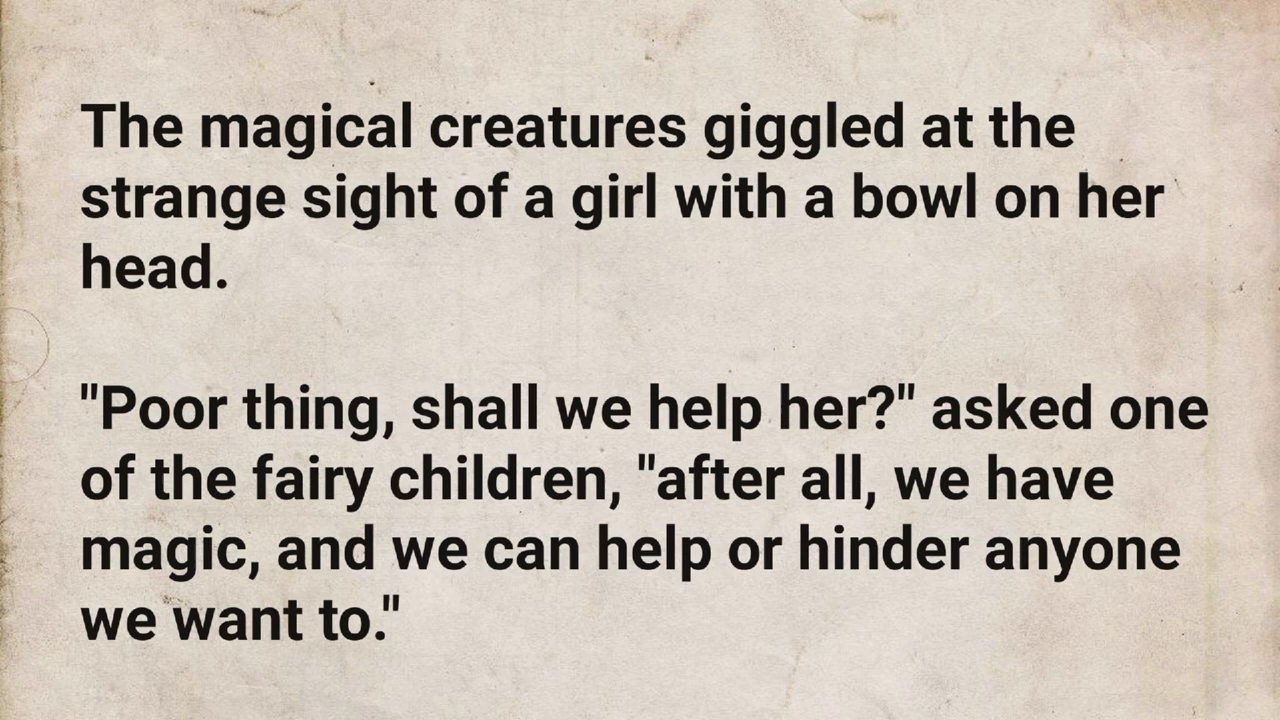 The magical creatures giggled at the
strange sight of a girl with a bowl on her
head.
"Poor thing, shall we help her?" asked one
of the fairy children, "after all, we have
magic, and we can help or hinder anyone
we want to."